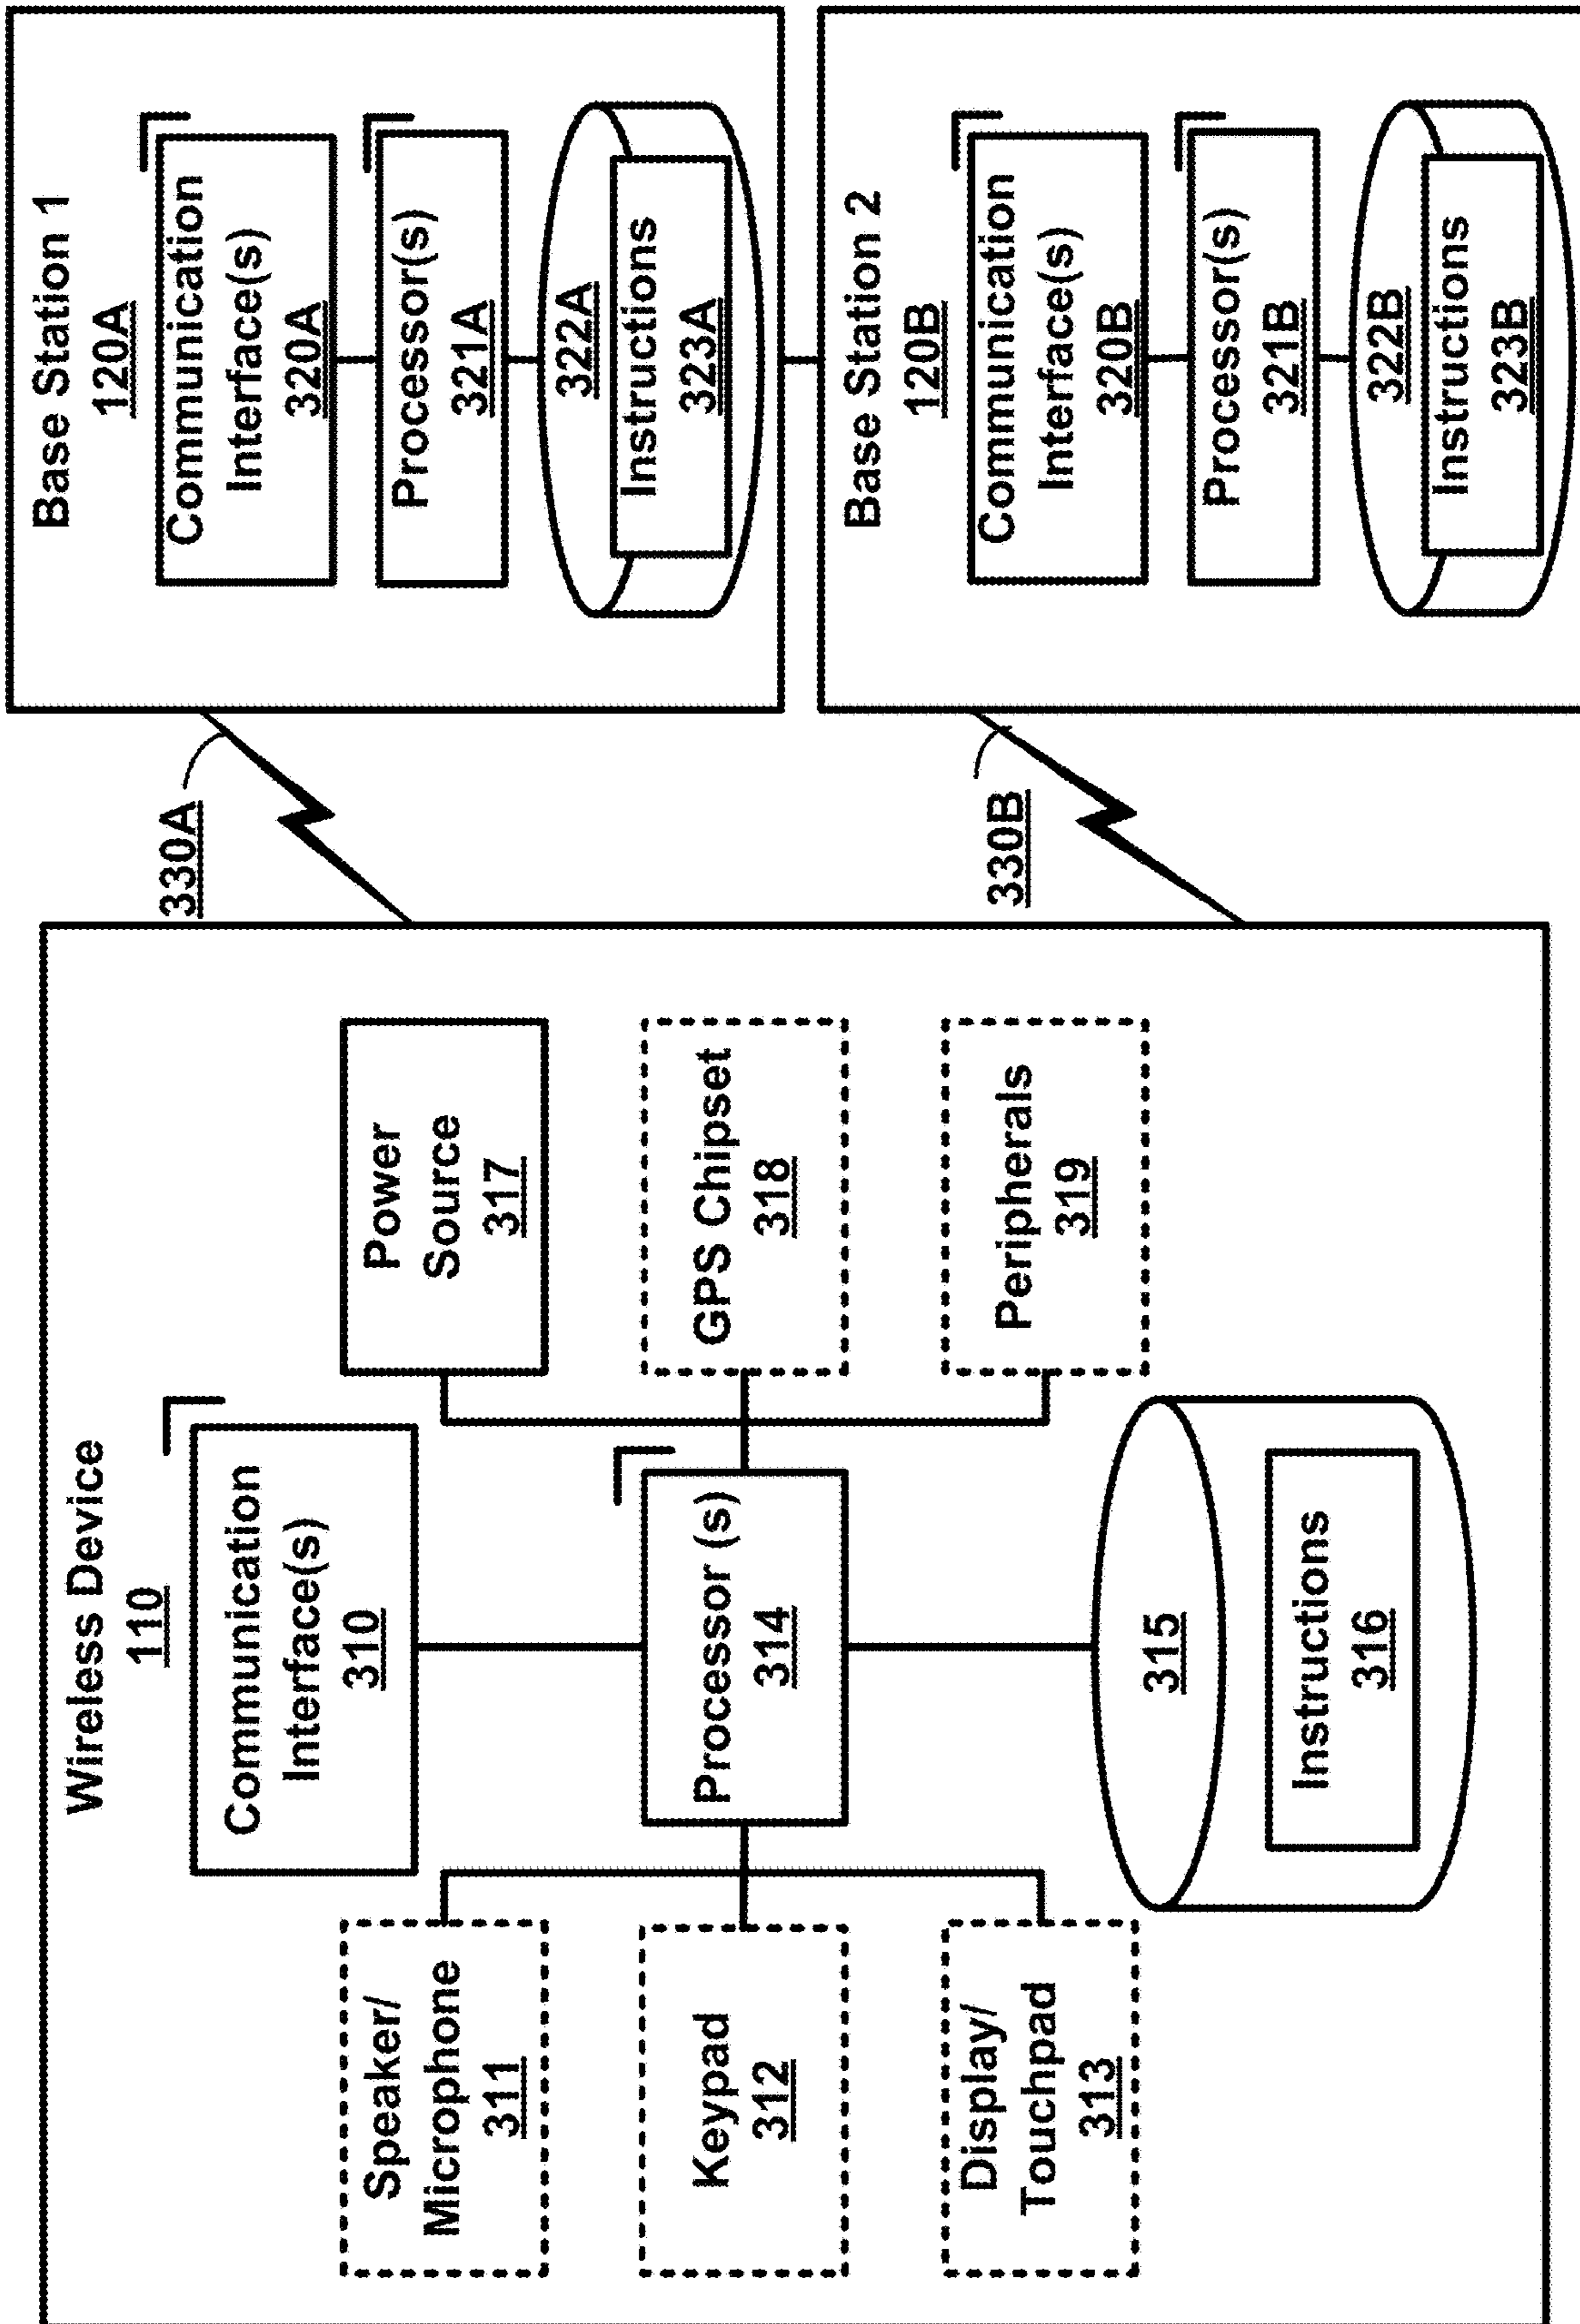 Wireless Device
110
Communication
Interface(s)
310
Speaker/
Microphone
311
Keypad
312
Display/
Touchpad
313
Processor (s)
314
Power
Source
317
GPS Chipset
318
Peripherals
319
315
Instructions
316
330A
330B
Base Station 1
120A
Communication
Interface(s)
320A
Processor(s)
321A
322A
Instructions
323A
Base Station 2
120B
Communication
Interface(s)
320B
Processor(s)
321B
322B
Instructions
323B